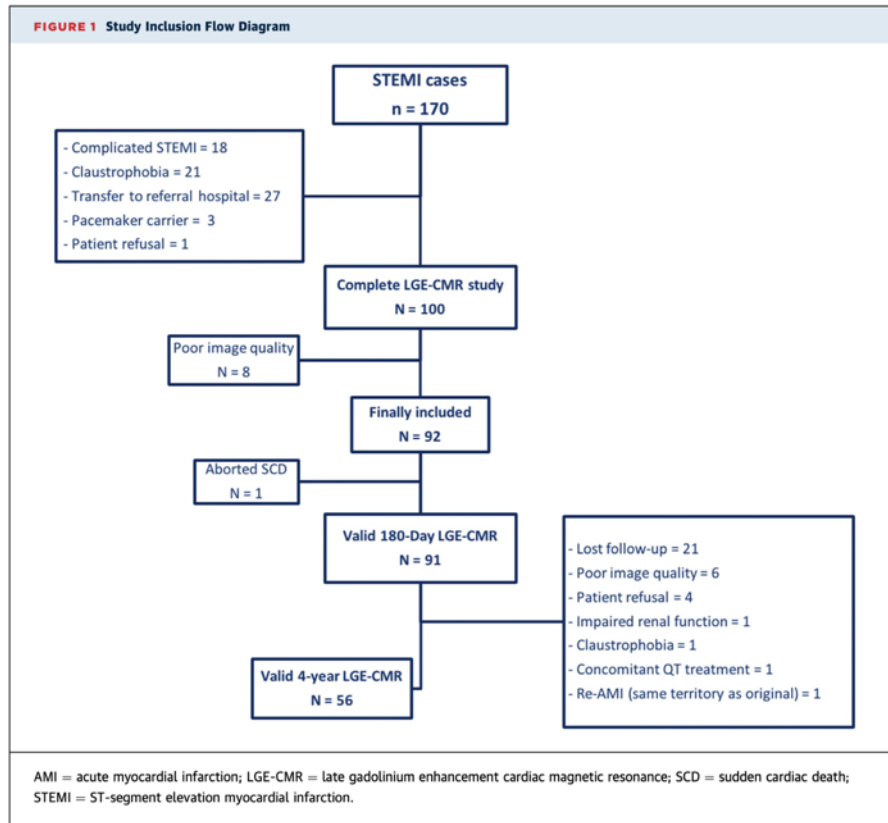 FIGURE 1 Study Inclusion Flow Diagram
STEMI cases
n = 170
- Complicated STEMI = 18
- Claustrophobia = 21
- Transfer to referral hospital = 27
- Pacemaker carrier = 3
- Patient refusal = 1
Complete LGE-CMR study
N = 100
Poor image quality
N = 8
Finally included
N = 92
Aborted SCD
N = 1
Valid 180-Day LGE-CMR
N = 91
- Lost follow-up = 21
- Poor image quality = 6
- Patient refusal = 4
- Impaired renal function = 1
- Claustrophobia = 1
- Concomitant QT treatment = 1
- Re-AMI (same territory as original) = 1
Valid 4-year LGE-CMR
N = 56
AMI = acute myocardial infarction; LGE-CMR = late gadolinium enhancement cardiac magnetic resonance; SCD = sudden cardiac death;
STEMI = ST-segment elevation myocardial infarction.